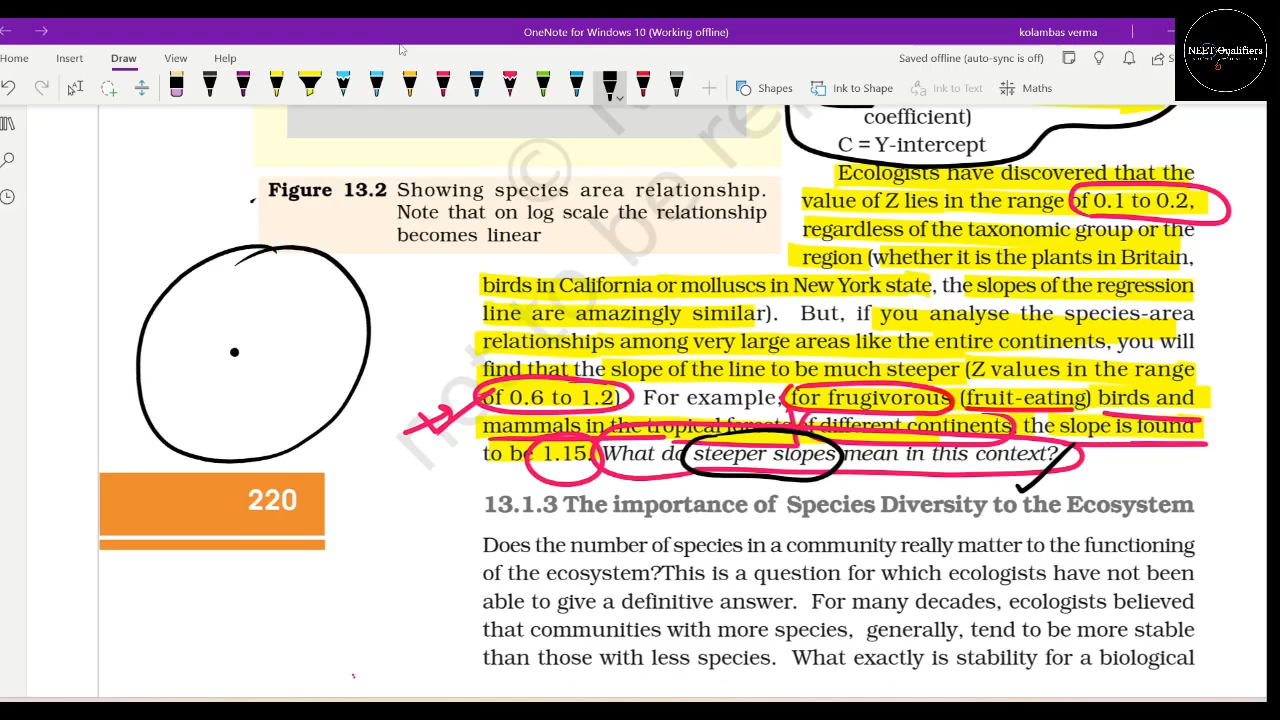 OneNote for Windows 10 (Working offline)
kolambas verma
NEET Qualifiers
Home Insert Draw View Help
Saved offline (auto-sync is off)
Shapes Ink to Shape Ink to Text Maths
coefficient)
C = Y-intercept
Figure 13.2 Showing species area relationship.
Note that on log scale the relationship
becomes linear
Ecologists have discovered that the
value of Z lies in the range of 0.1 to 0.2,
regardless of the taxonomic group or the
region (whether it is the plants in Britain,
birds in California or molluscs in New York state, the slopes of the regression
line are amazingly similar). But, if you analyse the species-area
relationships among very large areas like the entire continents, you will
find that the slope of the line to be much steeper (Z values in the range
of 0.6 to 1.2) For example, for frugivorous (fruit-eating) birds and
mammals in the tropical forests of different continents, the slope is found
to be 1.15. What do steeper slopes mean in this context?
220
13.1.3 The importance of Species Diversity to the Ecosystem
Does the number of species in a community really matter to the functioning
of the ecosystem?This is a question for which ecologists have not been
able to give a definitive answer. For many decades, ecologists believed
that communities with more species, generally, tend to be more stable
than those with less species. What exactly is stability for a biological